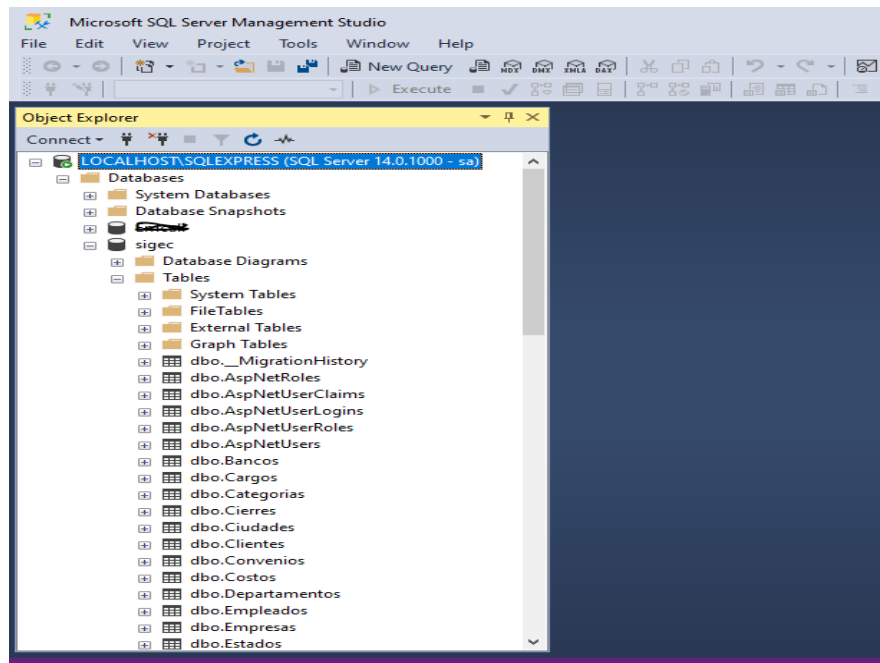 Microsoft SQL Server Management Studio
File Edit View Project Tools Window Help
New Query MDX DMX XMLA DAX
Execute
Object Explorer
Connect
LOCALHOST\SQLEXPRESS (SQL Server 14.0.1000 - sa)
Databases
System Databases
Database Snapshots
sigec
Database Diagrams
Tables
System Tables
FileTables
External Tables
Graph Tables
dbo.__MigrationHistory
dbo.AspNetRoles
dbo.AspNetUserClaims
dbo.AspNetUserLogins
dbo.AspNetUserRoles
dbo.AspNetUsers
dbo.Bancos
dbo.Cargos
dbo.Categorias
dbo.Cierres
dbo.Ciudades
dbo.Clientes
dbo.Convenios
dbo.Costos
dbo.Departamentos
dbo.Empleados
dbo.Empresas
dbo.Estados